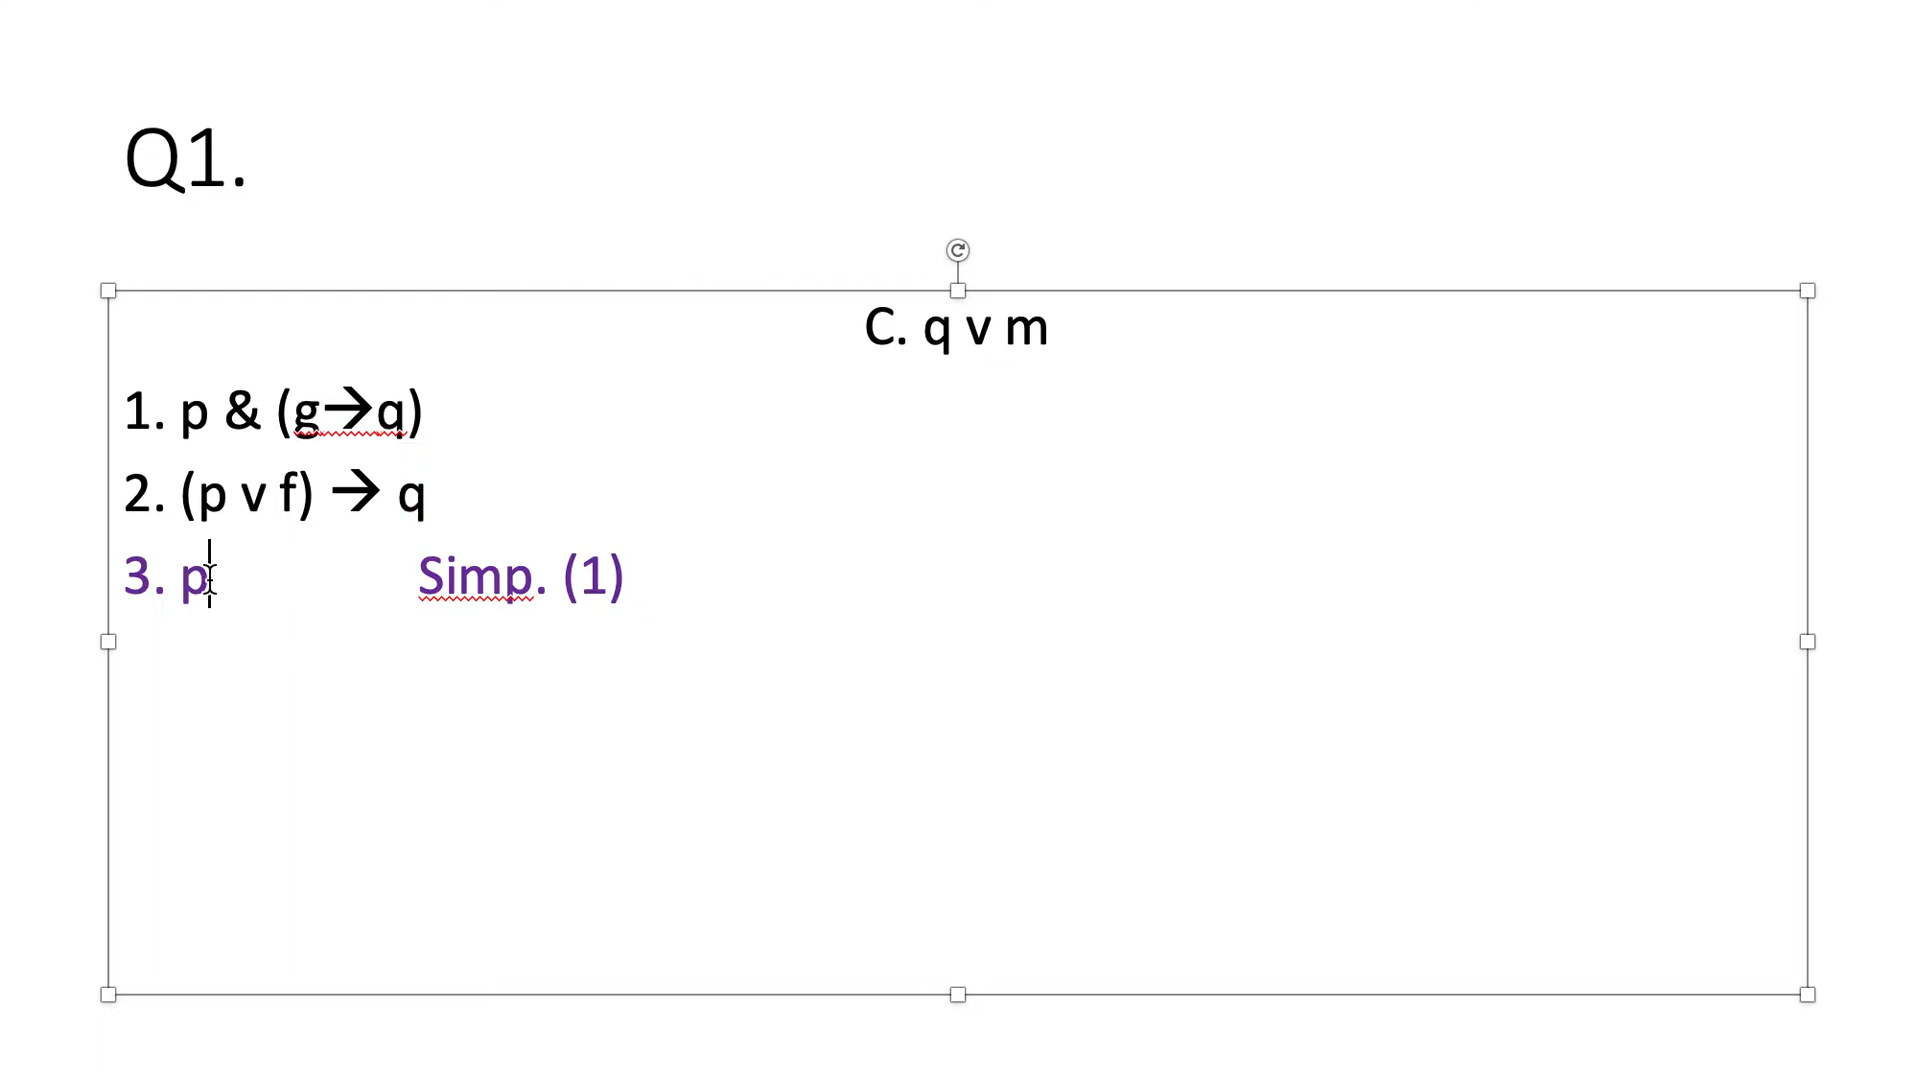 Q1.
C. q v m
1. p & (g→q)
2. (p v f) → q
3. p Simp. (1)